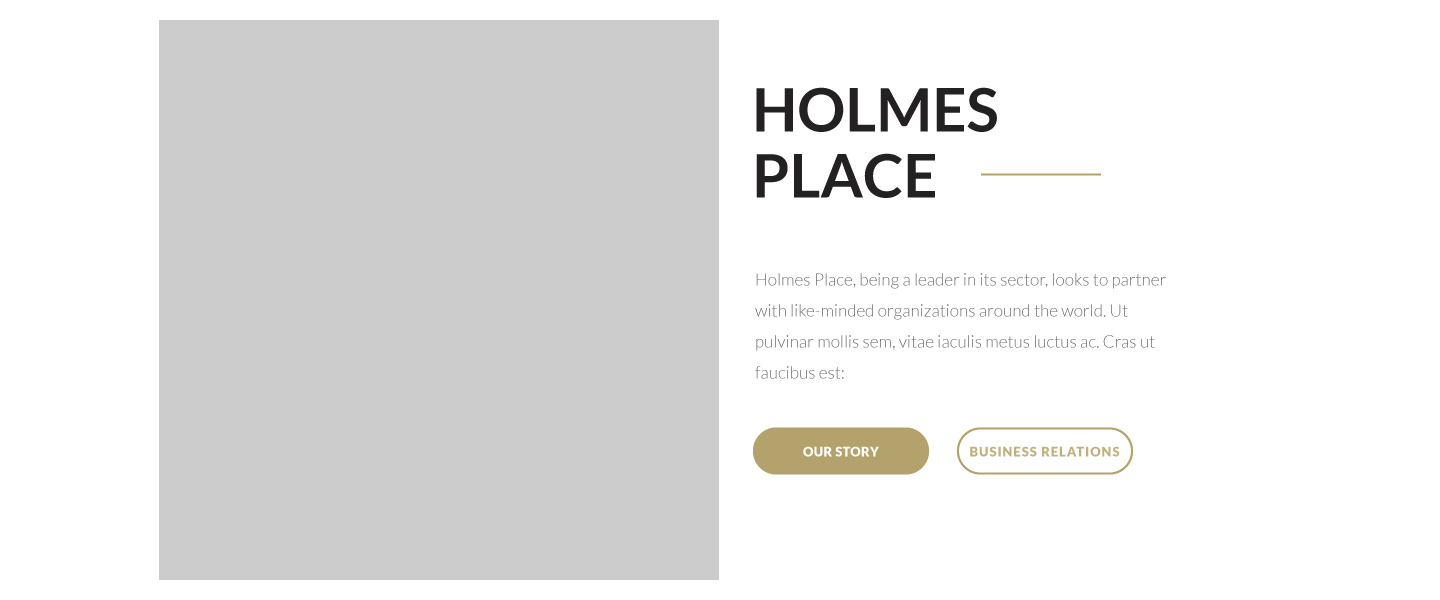 HOLMES
PLACE
Holmes Place, being a leader in its sector, looks to partner
with like-minded organizations around the world. Ut
pulvinar mollis sem, vitae iaculis metus luctus ac. Cras ut
faucibus est:
OUR STORY
BUSINESS RELATIONS